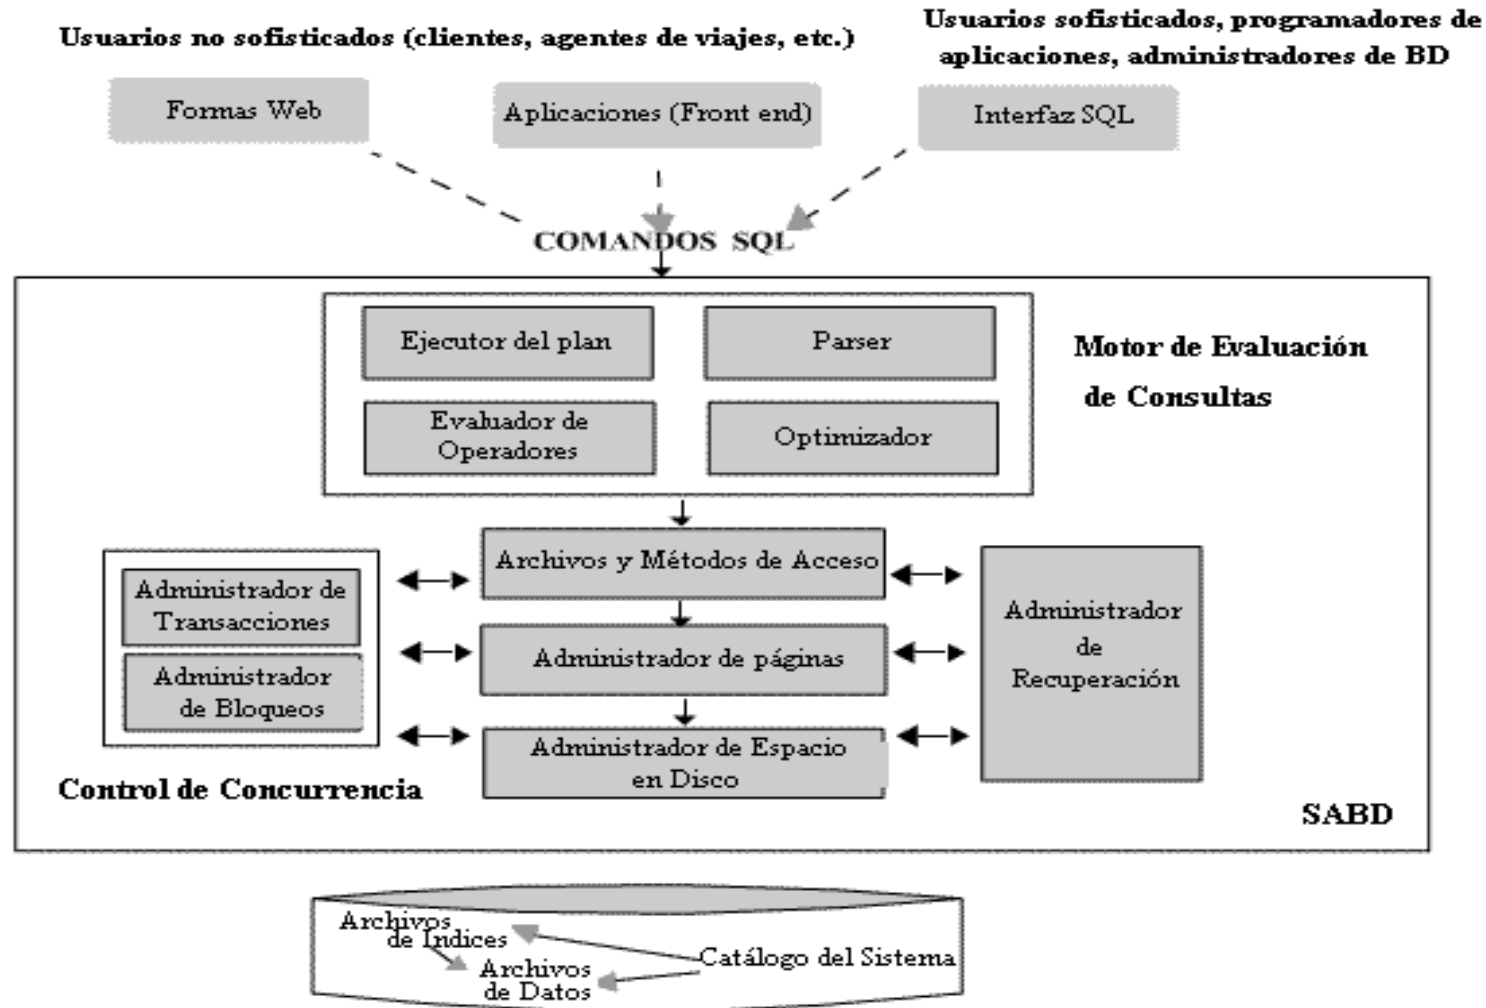 Usuarios no sofisticados (clientes, agentes de viajes, etc.)
Usuarios sofisticados, programadores de
aplicaciones, administradores de BD
Formas Web
Aplicaciones (Front end)
Interfaz SQL
COMANDOS SQL
Ejecutor del plan
Parser
Motor de Evaluación
de Consultas
Evaluador de
Operadores
Optimizador
Archivos y Métodos de Acceso
Administrador de
Transacciones
Administrador
de
Recuperación
Administrador de páginas
Administrador
de Bloqueos
Administrador de Espacio
en Disco
Control de Concurrencia
SABD
Archivos
de Indices
Catálogo del Sistema
Archivos
de Datos